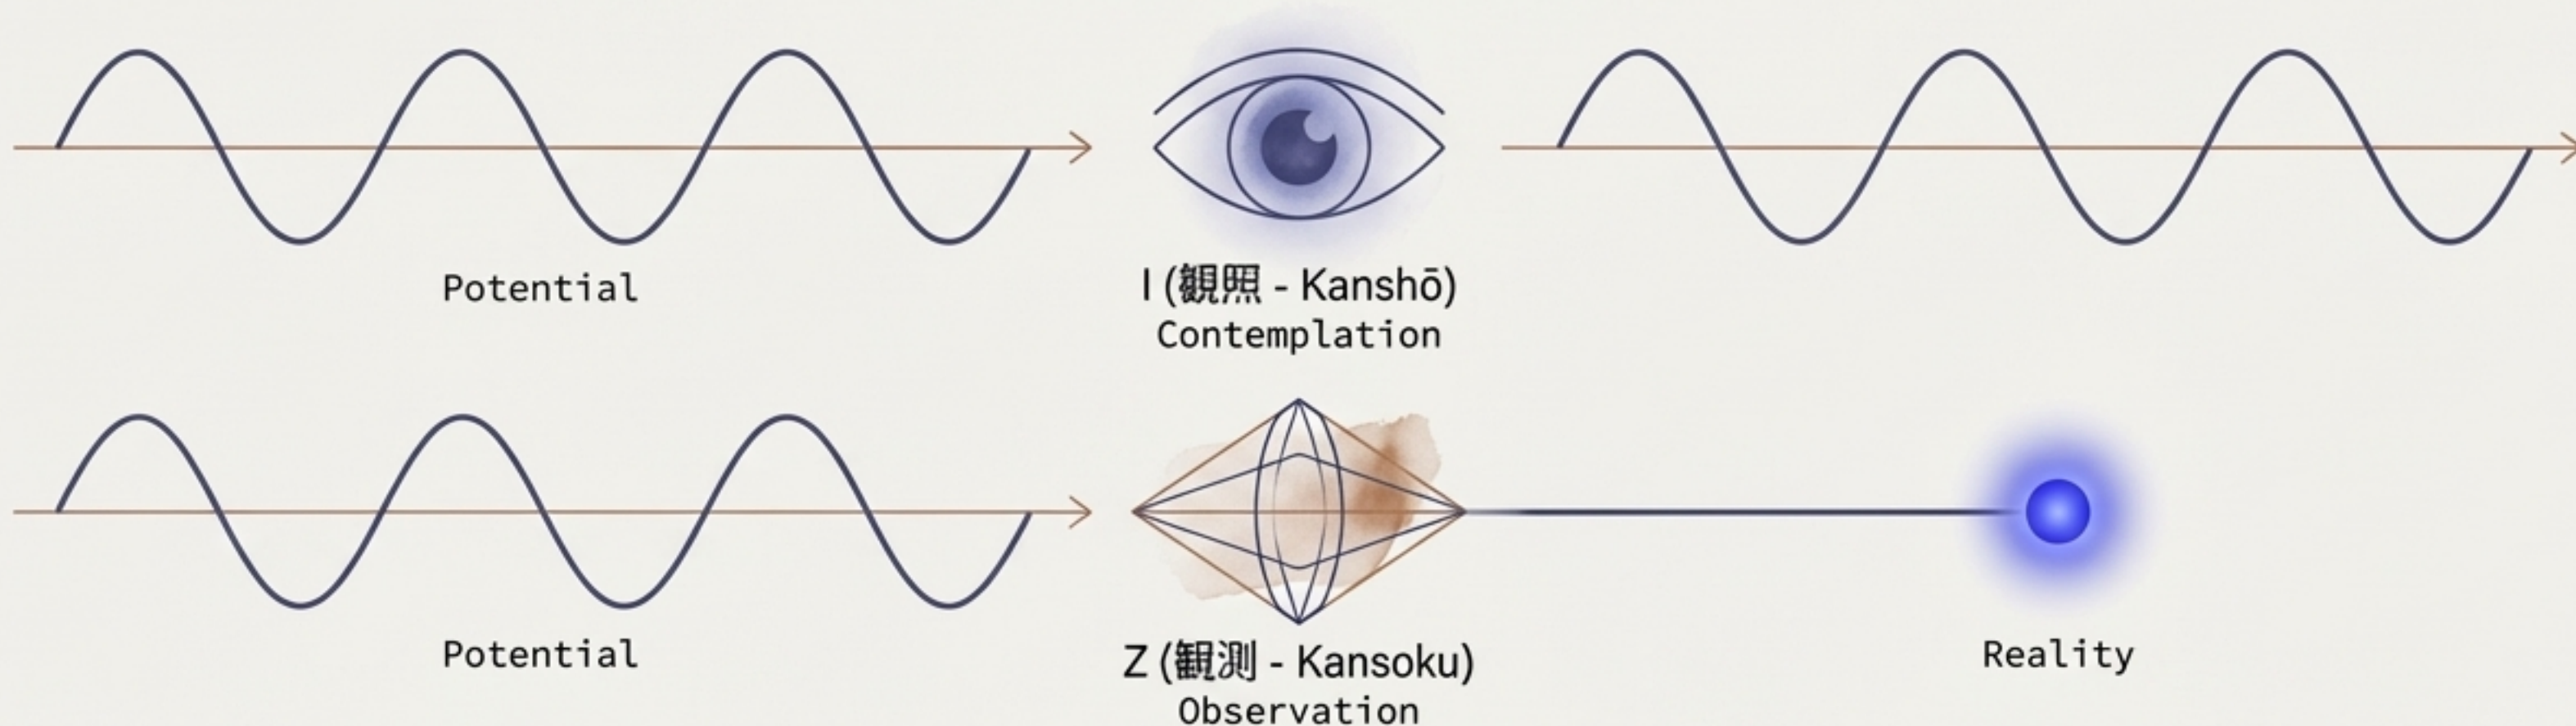 Potential
I (観照 - Kanshō)
Contemplation
Potential
Z (観測 - Kansoku)
Observation
Reality